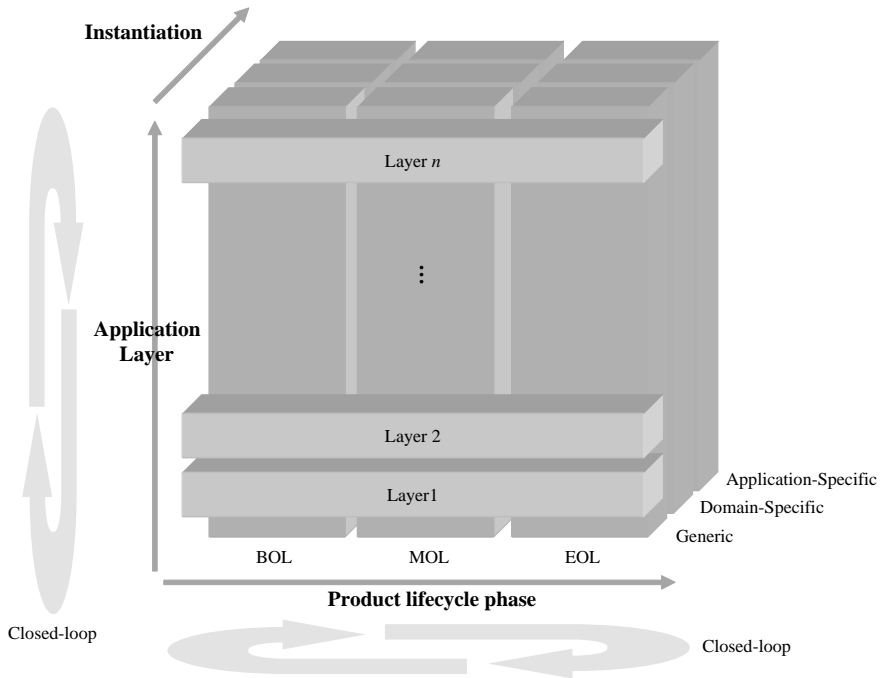 Instantiation
Layer n
⋮
Application
Layer
Layer 2
Layer1
Application-Specific
Domain-Specific
Generic
BOL MOL EOL
Product lifecycle phase
Closed-loop
Closed-loop